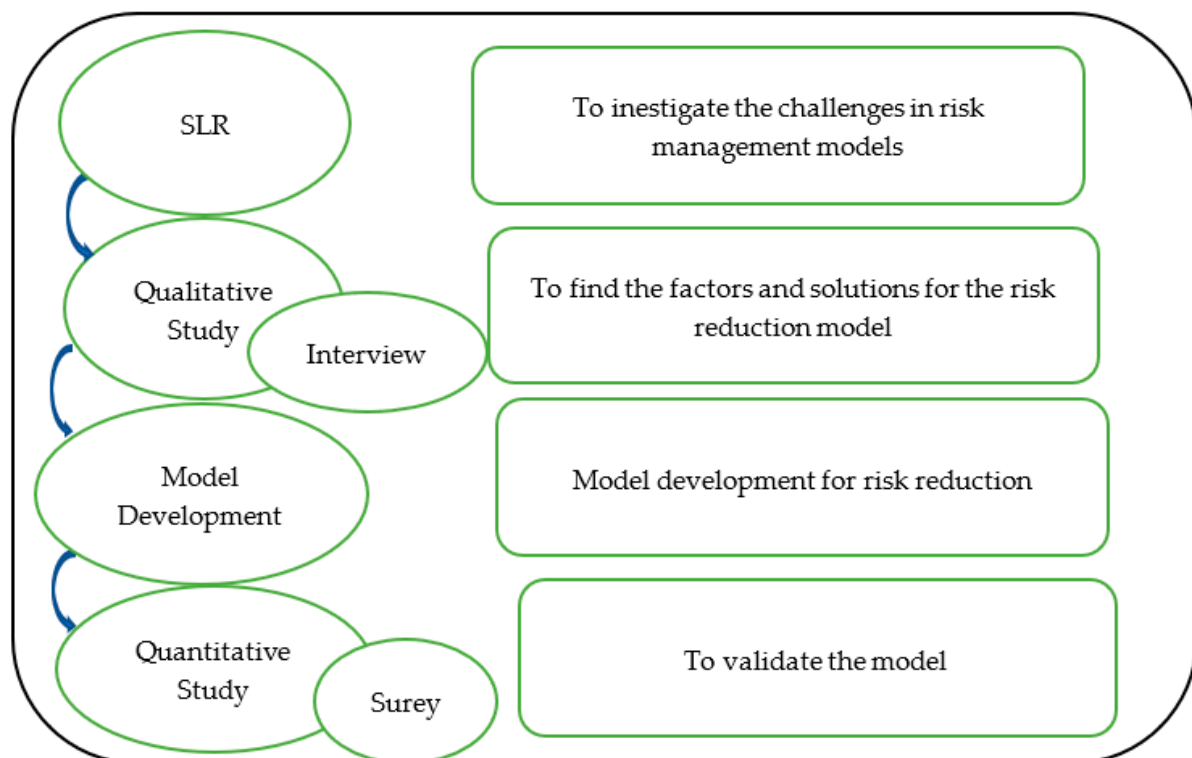 SLR
To inestigate the challenges in risk
management models
Qualitative
Study
Interview
To find the factors and solutions for the risk
reduction model
Model
Development
Model development for risk reduction
Quantitative
Study
Surey
To validate the model